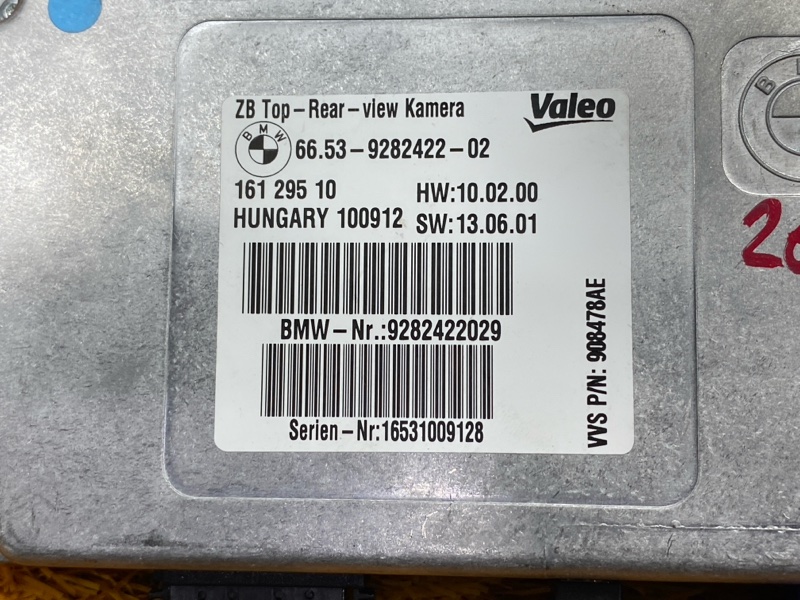 ZB Top-Rear-view Kamera
Valeo
BMW
66.53-9282422-02
161 295 10
HW:10.02.00
HUNGARY 100912
SW:13.06.01
BMW-Nr.:9282422029
Serien-Nr:16531009128
VVS P/N: 908478AE
B